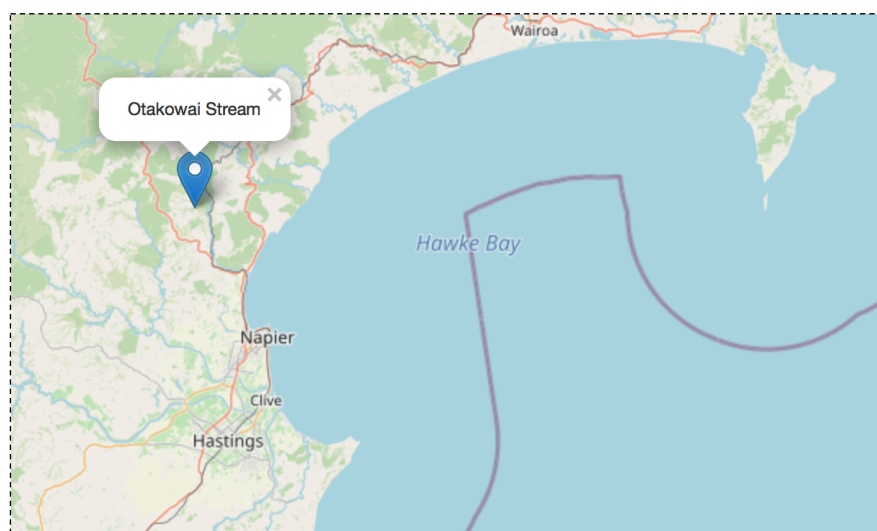 Wairoa
×
Otakowai Stream
Hawke Bay
Napier
Clive
Hastings